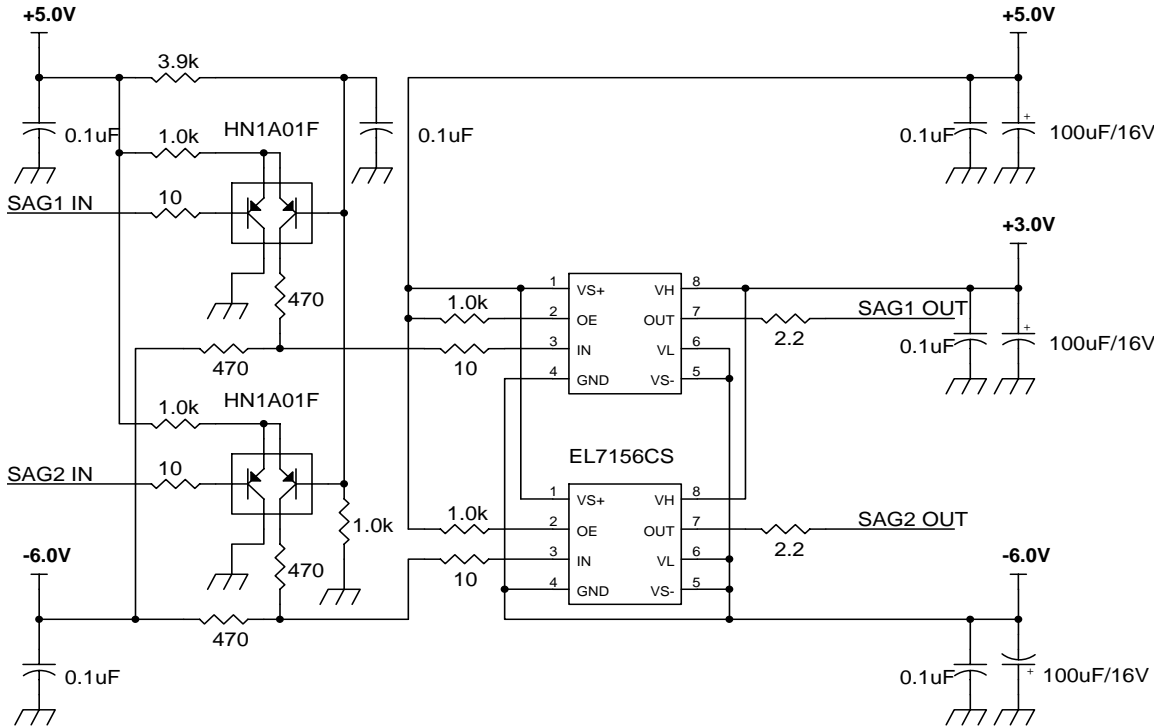 +5.0V
+5.0V
3.9k
HN1A01F
0.1uF
1.0k
0.1uF
0.1uF
+
100uF/16V
SAG1 IN
10
+3.0V
470
1.0k
1
VS+
VH
8
2
OE
OUT
7
SAG1 OUT
2.2
3
IN
VL
6
10
4
GND
VS-
5
0.1uF
+
100uF/16V
470
HN1A01F
1.0k
EL7156CS
SAG2 IN
10
1.0k
1.0k
1
VS+
VH
8
2
OE
OUT
7
SAG2 OUT
2.2
3
IN
VL
6
10
4
GND
VS-
5
-6.0V
470
-6.0V
470
0.1uF
0.1uF
+
100uF/16V